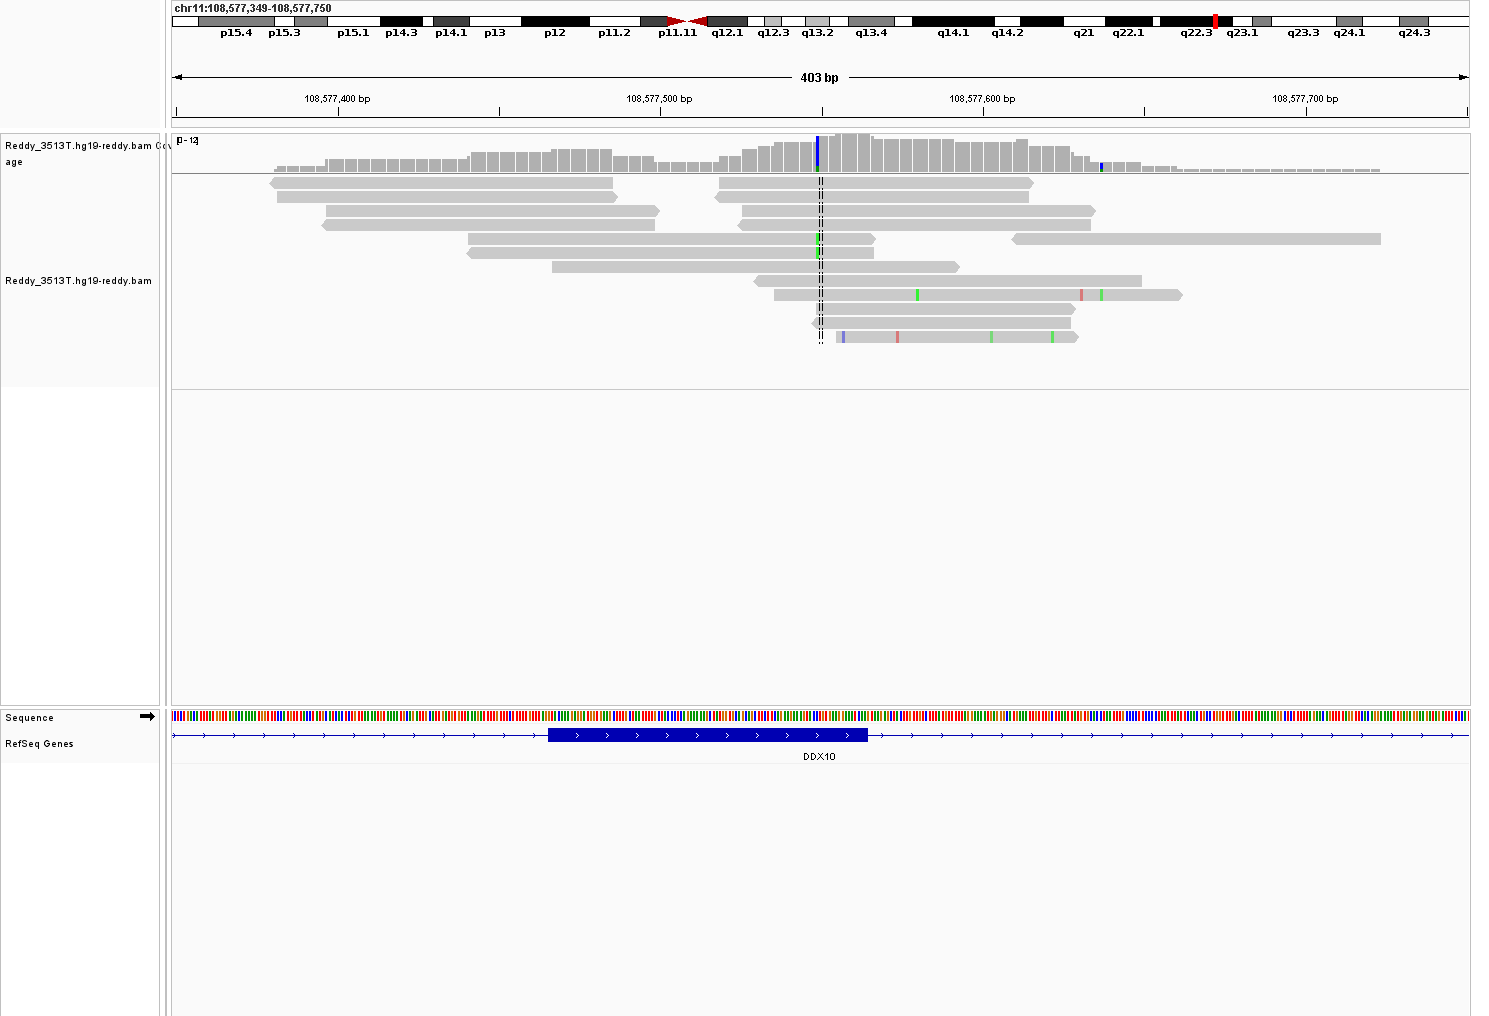 chr11:108,577,349-108,577,750
p15.4 p15.3 p15.1 p14.3 p14.1 p13 p12 p11.2 p11.11 q12.1 q12.3 q13.2 q13.4 q14.1 q14.2 q21 q22.1 q22.3 q23.1 q23.3 q24.1 q24.3
403 bp
108,577,400 bp 108,577,500 bp 108,577,600 bp 108,577,700 bp
[0 - 12]
Reddy_3513T.hg19-reddy.bam Cov
age
Reddy_3513T.hg19-reddy.bam
Sequence
RefSeq Genes
DDX10